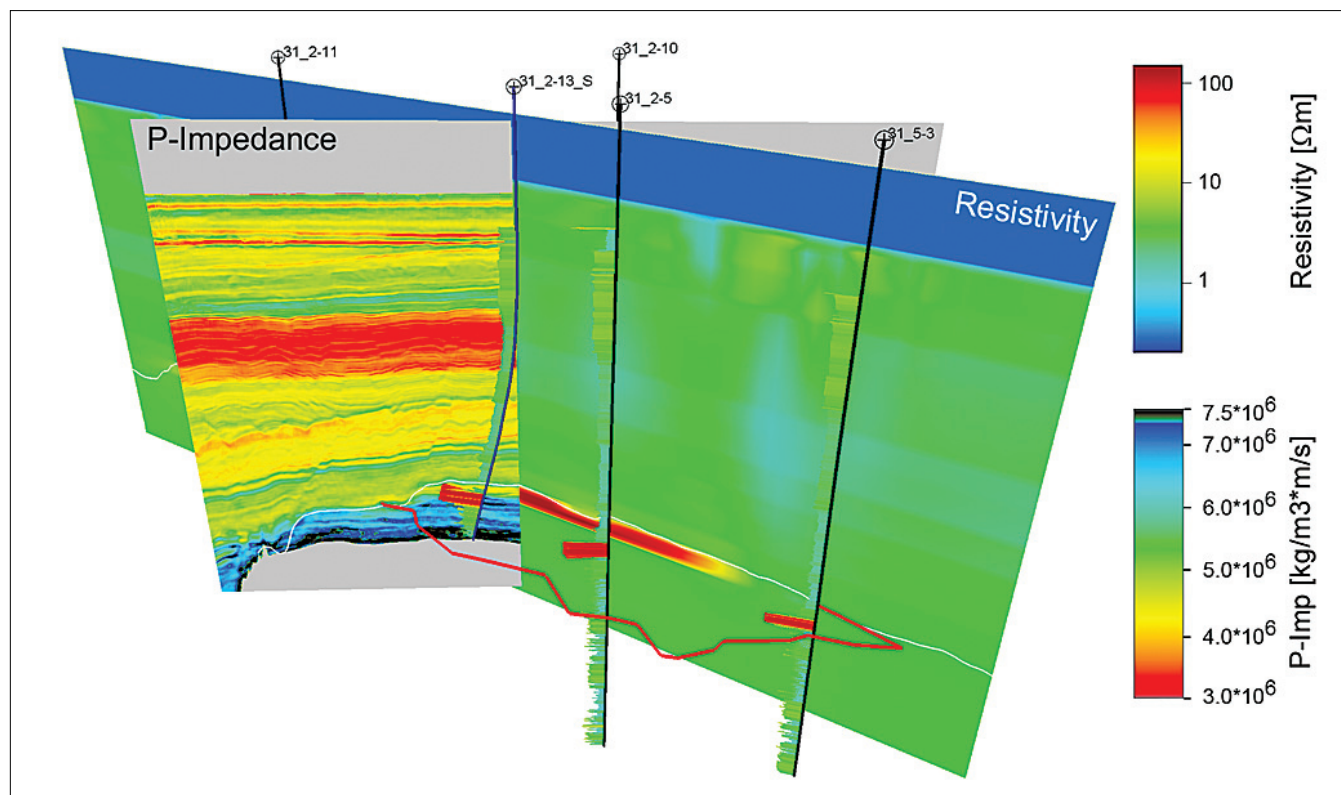 31_2-11
31_2-10
31_2-13_S
31_2-5
31_5-3
P-Impedance
Resistivity
100
10
1
Resistivity [Ωm]
7.5*10⁶
7.0*10⁶
6.0*10⁶
5.0*10⁶
4.0*10⁶
3.0*10⁶
P-Imp [kg/m3*m/s]